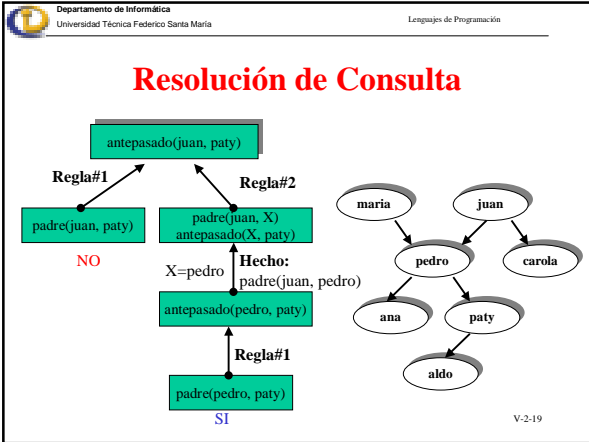 Departamento de Informática
Universidad Técnica Federico Santa María
Lenguajes de Programación
Resolución de Consulta
antepasado(juan, paty)
Regla#1
Regla#2
padre(juan, paty)
NO
padre(juan, X)
antepasado(X, paty)
X=pedro
Hecho:
padre(juan, pedro)
antepasado(pedro, paty)
Regla#1
padre(pedro, paty)
SI
maria
juan
pedro
carola
ana
paty
aldo
V-2-19